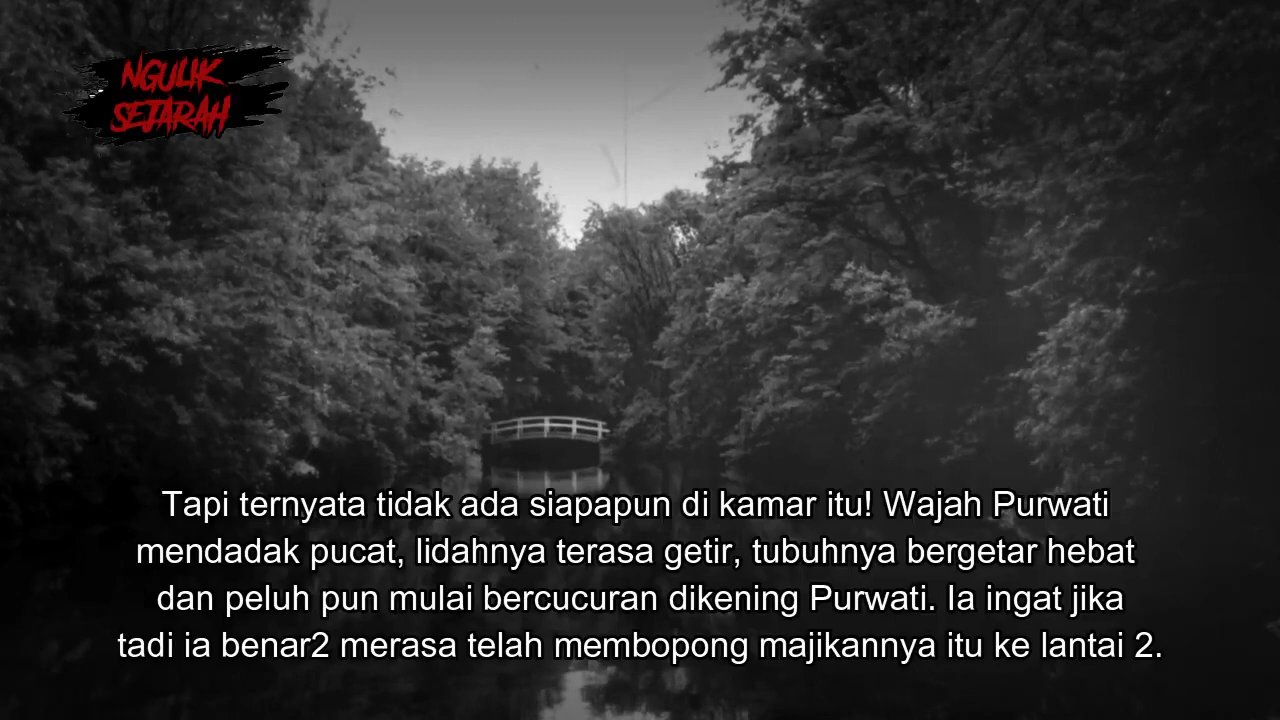 NGULIK
SEJARAH
Tapi ternyata tidak ada siapapun di kamar itu! Wajah Purwati
mendadak pucat, lidahnya terasa getir, tubuhnya bergetar hebat
dan peluh pun mulai bercucuran dikening Purwati. Ia ingat jika
tadi ia benar2 merasa telah membopong majikannya itu ke lantai 2.